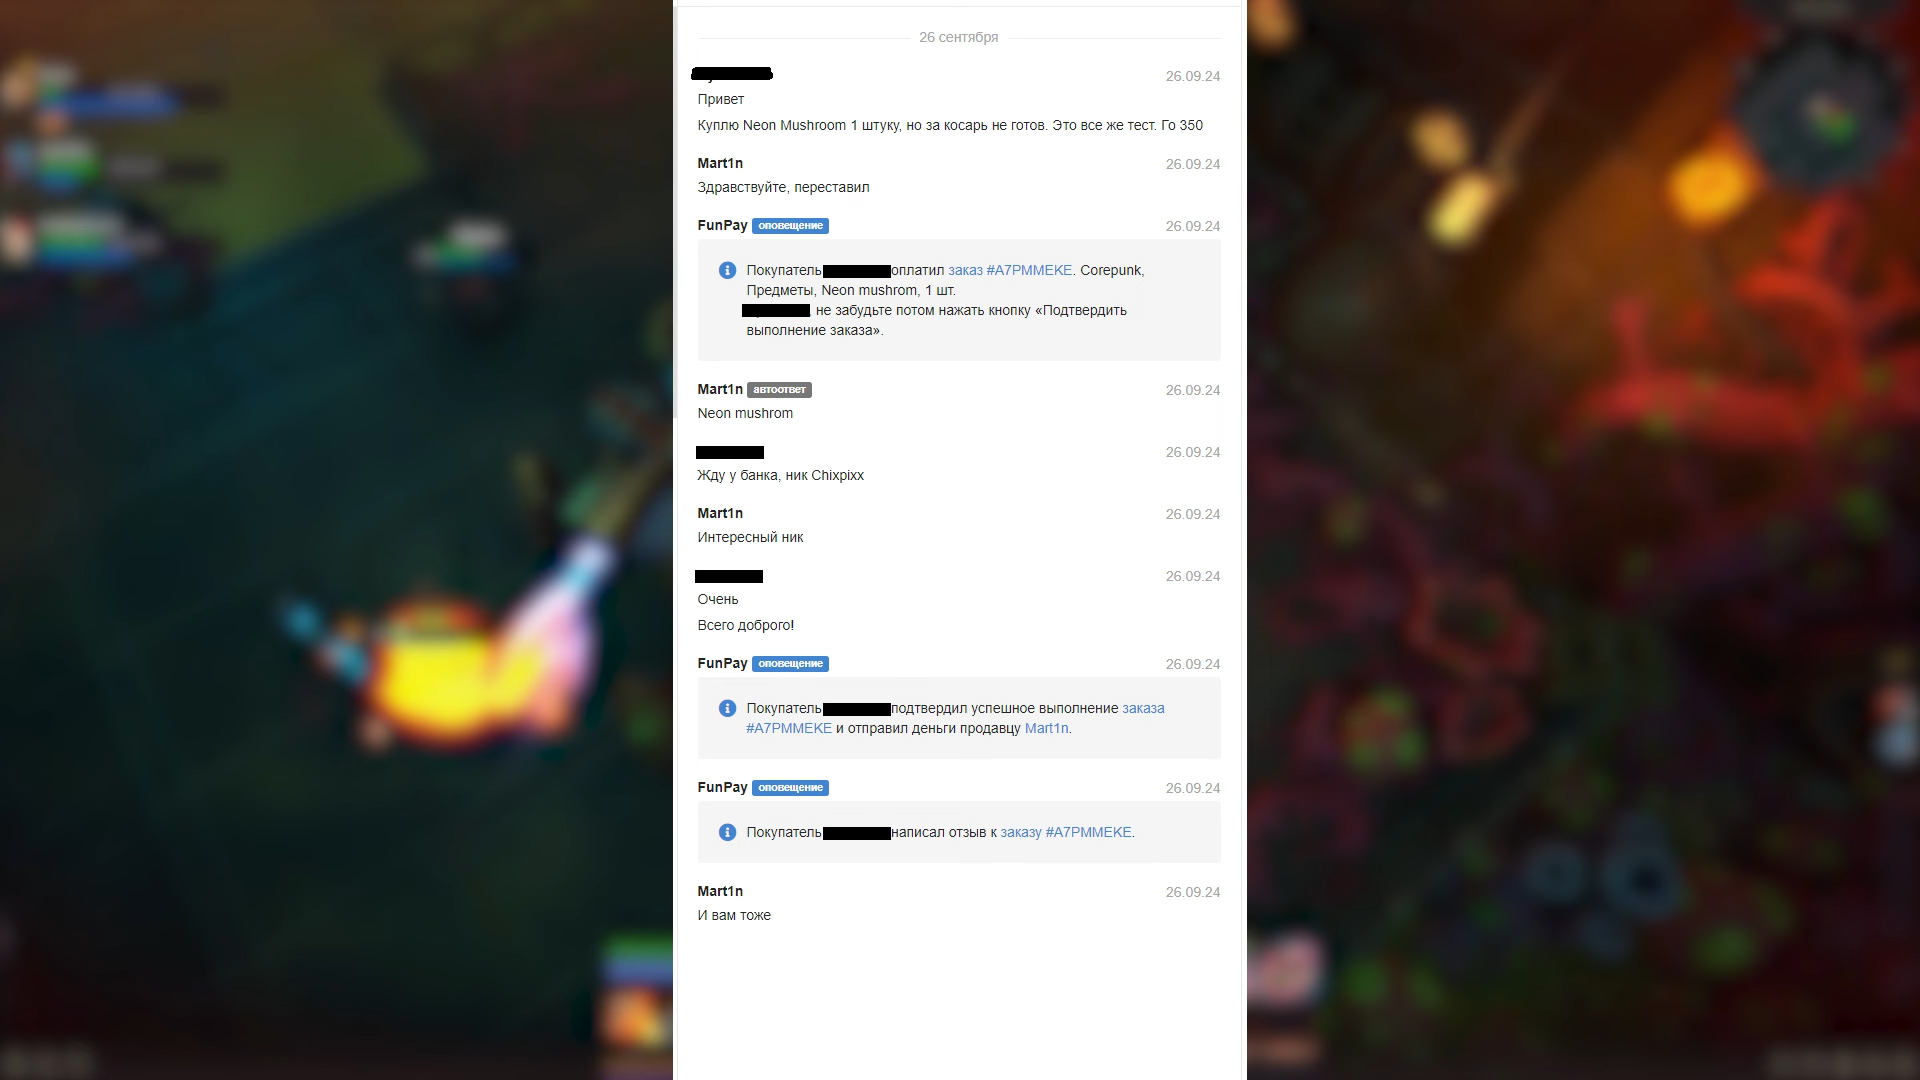 26 сентября
26.09.24
Привет
Куплю Neon Mushroom 1 штуку, но за косарь не готов. Это все же тест. Го 350
Mart1n 26.09.24
Здравствуйте, переставил
FunPay оповещение 26.09.24
Покупатель оплатил заказ #A7PMMEKE. Corepunk,
Предметы, Neon mushrom, 1 шт.
, не забудьте потом нажать кнопку «Подтвердить
выполнение заказа».
Mart1n автоответ 26.09.24
Neon mushrom
26.09.24
Жду у банка, ник Chixpixx
Mart1n 26.09.24
Интересный ник
26.09.24
Очень
Всего доброго!
FunPay оповещение 26.09.24
Покупатель подтвердил успешное выполнение заказа
#A7PMMEKE и отправил деньги продавцу Mart1n.
FunPay оповещение 26.09.24
Покупатель написал отзыв к заказу #A7PMMEKE.
Mart1n 26.09.24
И вам тоже